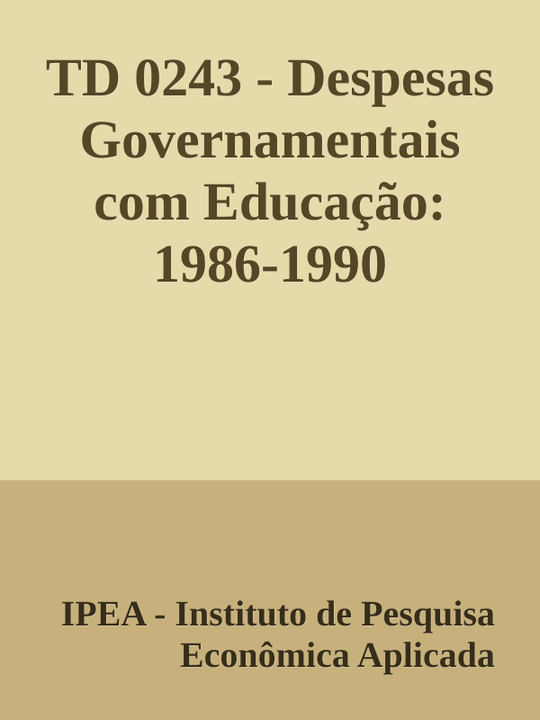 TD 0243 - Despesas
Governamentais
com Educação:
1986-1990
IPEA - Instituto de Pesquisa
Econômica Aplicada